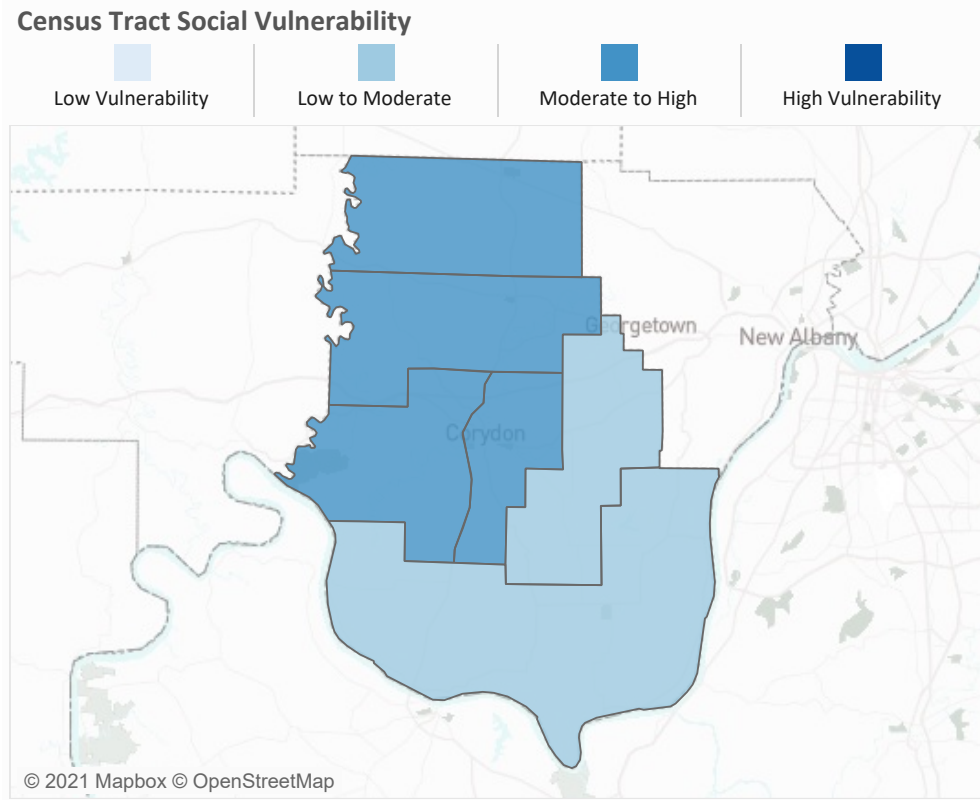 Census Tract Social Vulnerability
Low Vulnerability
Low to Moderate
Moderate to High
High Vulnerability
Georgetown
New Albany
Corydon
© 2021 Mapbox © OpenStreetMap